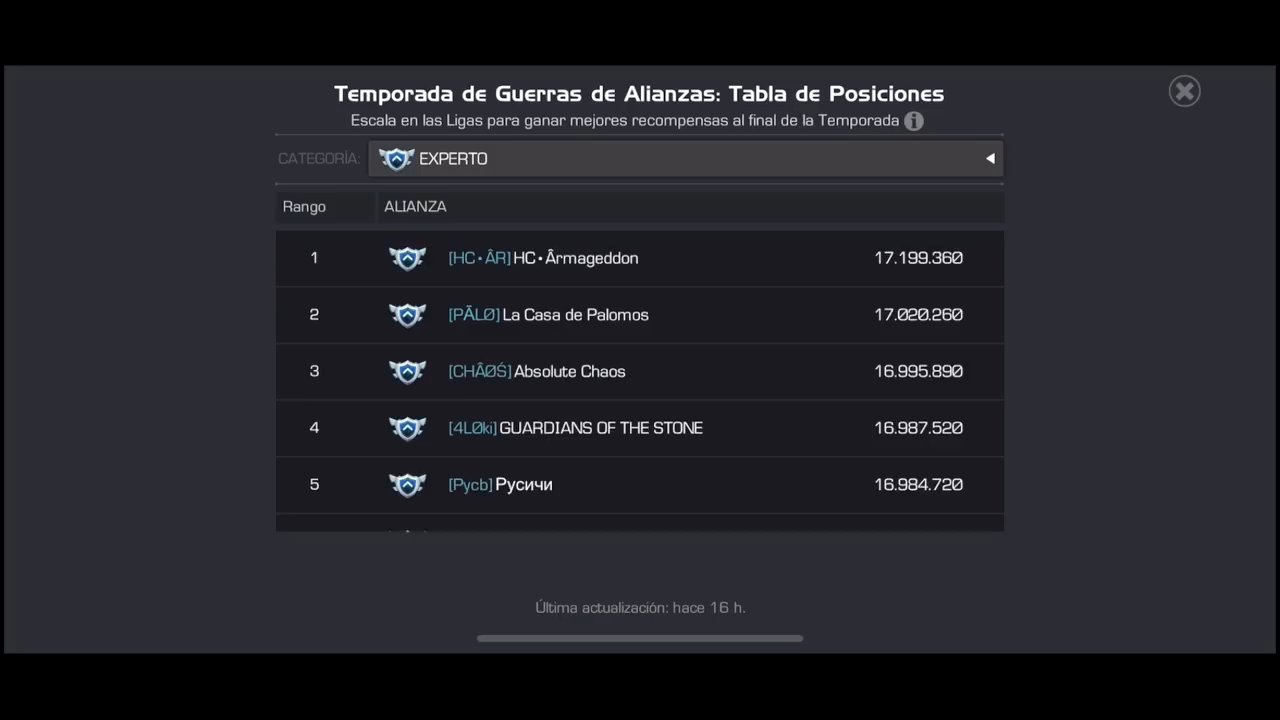 Temporada de Guerras de Alianzas: Tabla de Posiciones
Escala en las Ligas para ganar mejores recompensas al final de la Temporada
CATEGORÍA: EXPERTO
Rango ALIANZA
1 [HC•ÂR] HC•Ârmageddon 17.199.360
2 [PĀLØ] La Casa de Palomos 17.020.260
3 [CHÂØŚ] Absolute Chaos 16.995.890
4 [4LØki] GUARDIANS OF THE STONE 16.987.520
5 [Pycb] Русичи 16.984.720
Última actualización: hace 16 h.